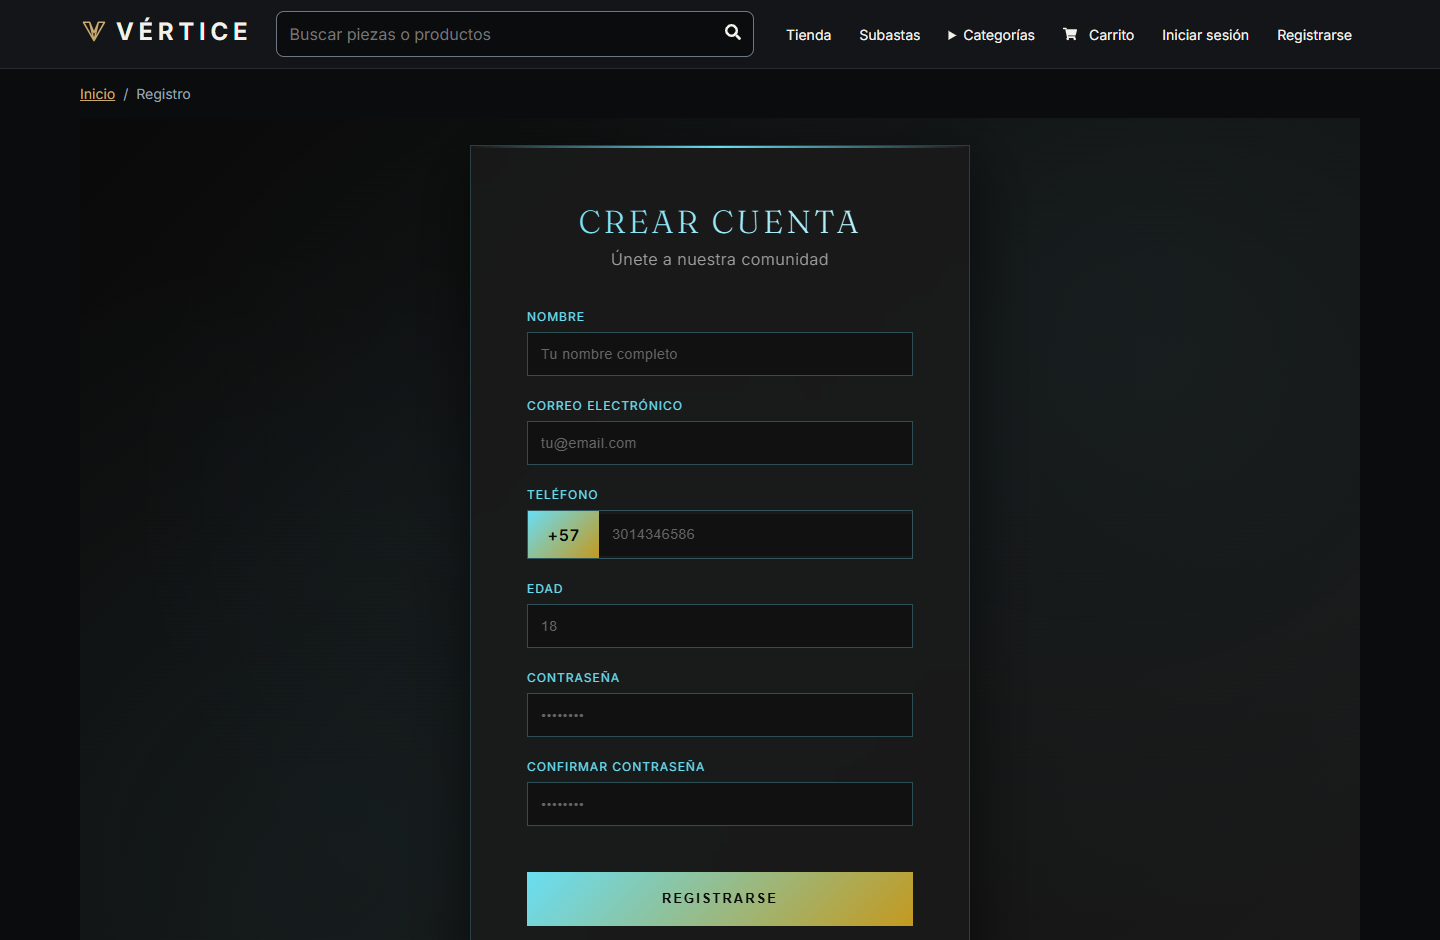 VÉRTICE
Buscar piezas o productos
Tienda
Subastas
Categorías
Carrito
Iniciar sesión
Registrarse
Inicio / Registro
CREAR CUENTA
Únete a nuestra comunidad
NOMBRE
Tu nombre completo
CORREO ELECTRÓNICO
tu@email.com
TELÉFONO
+57 3014346586
EDAD
18
CONTRASEÑA
••••••••
CONFIRMAR CONTRASEÑA
••••••••
REGISTRARSE